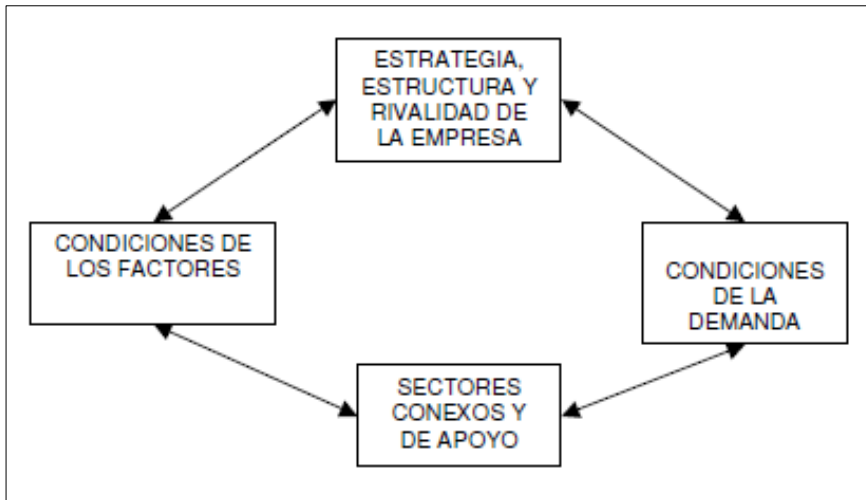 ESTRATEGIA,
ESTRUCTURA Y
RIVALIDAD DE
LA EMPRESA
CONDICIONES DE
LOS FACTORES
CONDICIONES
DE LA
DEMANDA
SECTORES
CONEXOS Y
DE APOYO